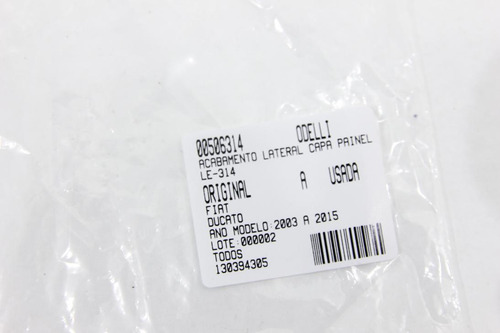 00506314 ODELLI
ACABAMENTO LATERAL CAPA PAINEL
LE-314
ORIGINAL A USADA
FIAT
DUCATO
ANO MODELO:2003 A 2015
LOTE:000002
TODOS
130394305